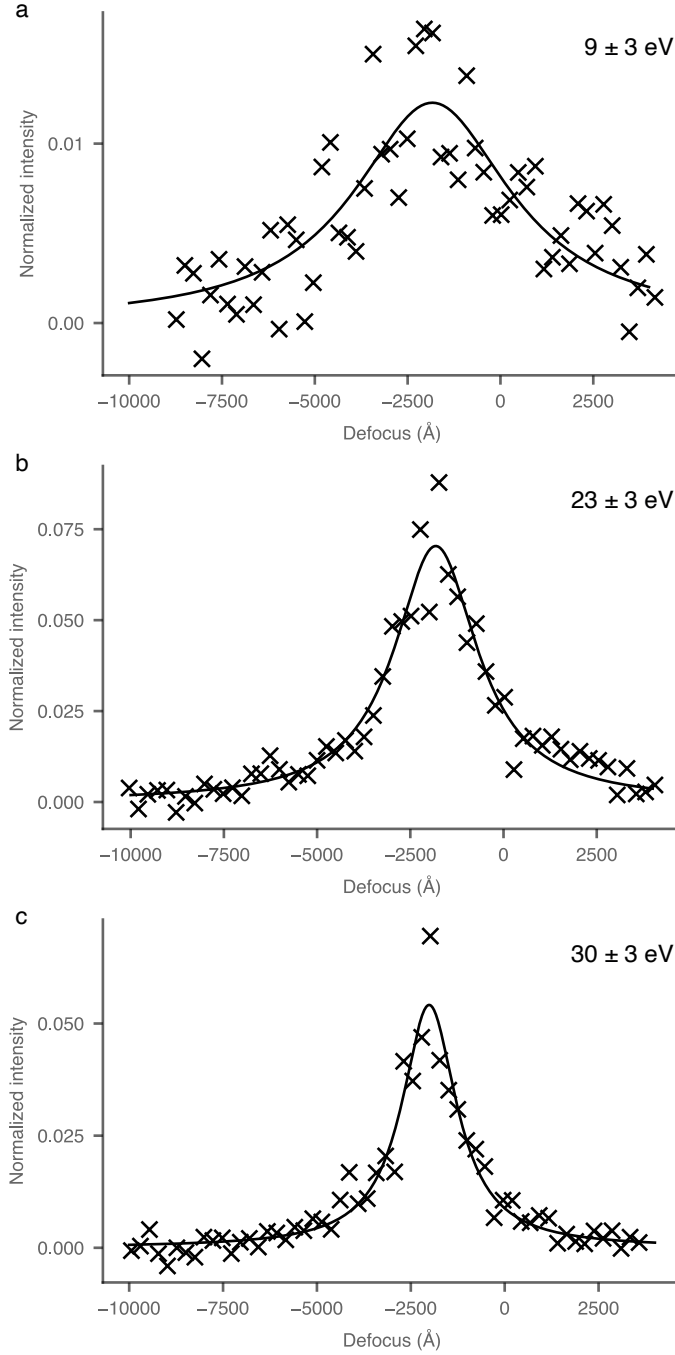 a
9 ± 3 eV
Normalized intensity
0.01
0.00
−10000 −7500 −5000 −2500 0 2500
Defocus (Å)
b
23 ± 3 eV
Normalized intensity
0.075
0.050
0.025
0.000
−10000 −7500 −5000 −2500 0 2500
Defocus (Å)
c
30 ± 3 eV
Normalized intensity
0.050
0.025
0.000
−10000 −7500 −5000 −2500 0 2500
Defocus (Å)